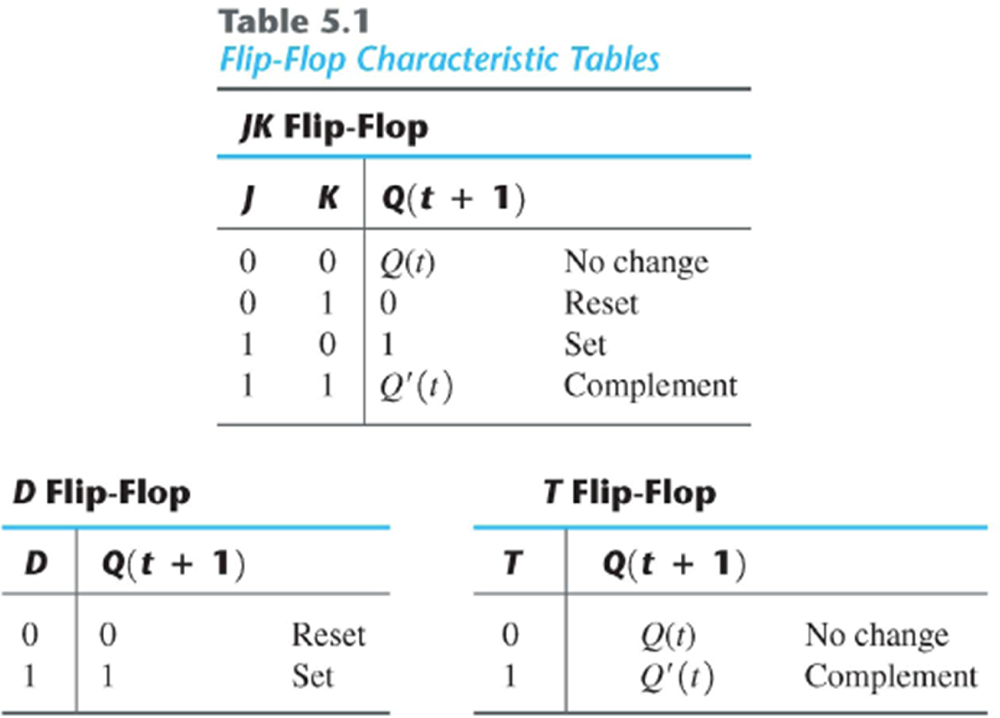 Table 5.1
Flip-Flop Characteristic Tables
JK Flip-Flop
J K Q(t + 1)
0 0 Q(t) No change
0 1 0 Reset
1 0 1 Set
1 1 Q′(t) Complement
D Flip-Flop
D Q(t + 1)
0 0 Reset
1 1 Set
T Flip-Flop
T Q(t + 1)
0 Q(t) No change
1 Q′(t) Complement